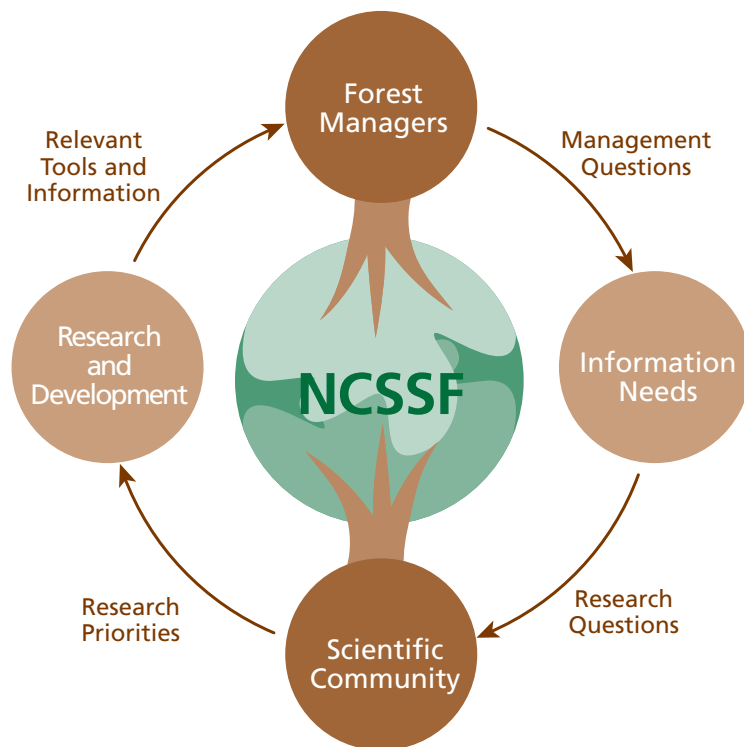 Forest
Managers
Relevant
Tools and
Information
Management
Questions
Research
and
Development
NCSSF
Information
Needs
Research
Priorities
Research
Questions
Scientific
Community